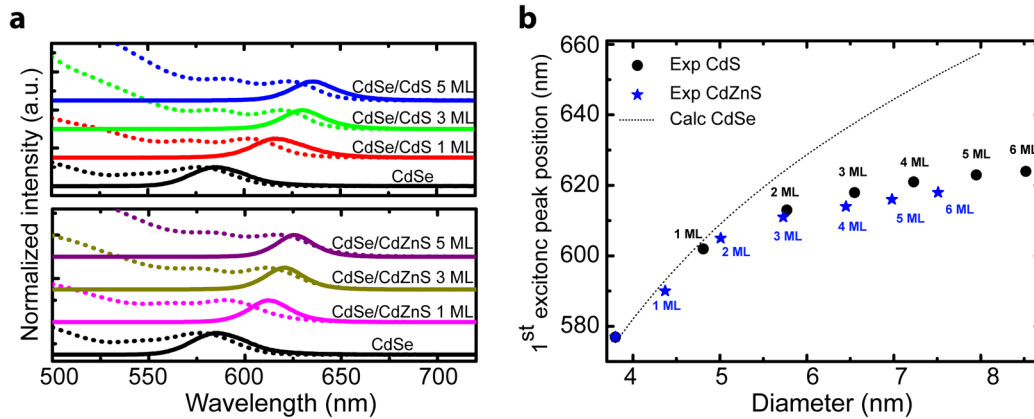 a
Normalized intensity (a.u.)
CdSe/CdS 5 ML
CdSe/CdS 3 ML
CdSe/CdS 1 ML
CdSe
CdSe/CdZnS 5 ML
CdSe/CdZnS 3 ML
CdSe/CdZnS 1 ML
CdSe
500 550 600 650 700
Wavelength (nm)
b
1st excitonc peak position (nm)
660
640
620
600
580
Exp CdS
Exp CdZnS
Calc CdSe
1 ML
2 ML
3 ML
4 ML
5 ML
6 ML
1 ML
2 ML
3 ML
4 ML
5 ML
6 ML
4 5 6 7 8
Diameter (nm)